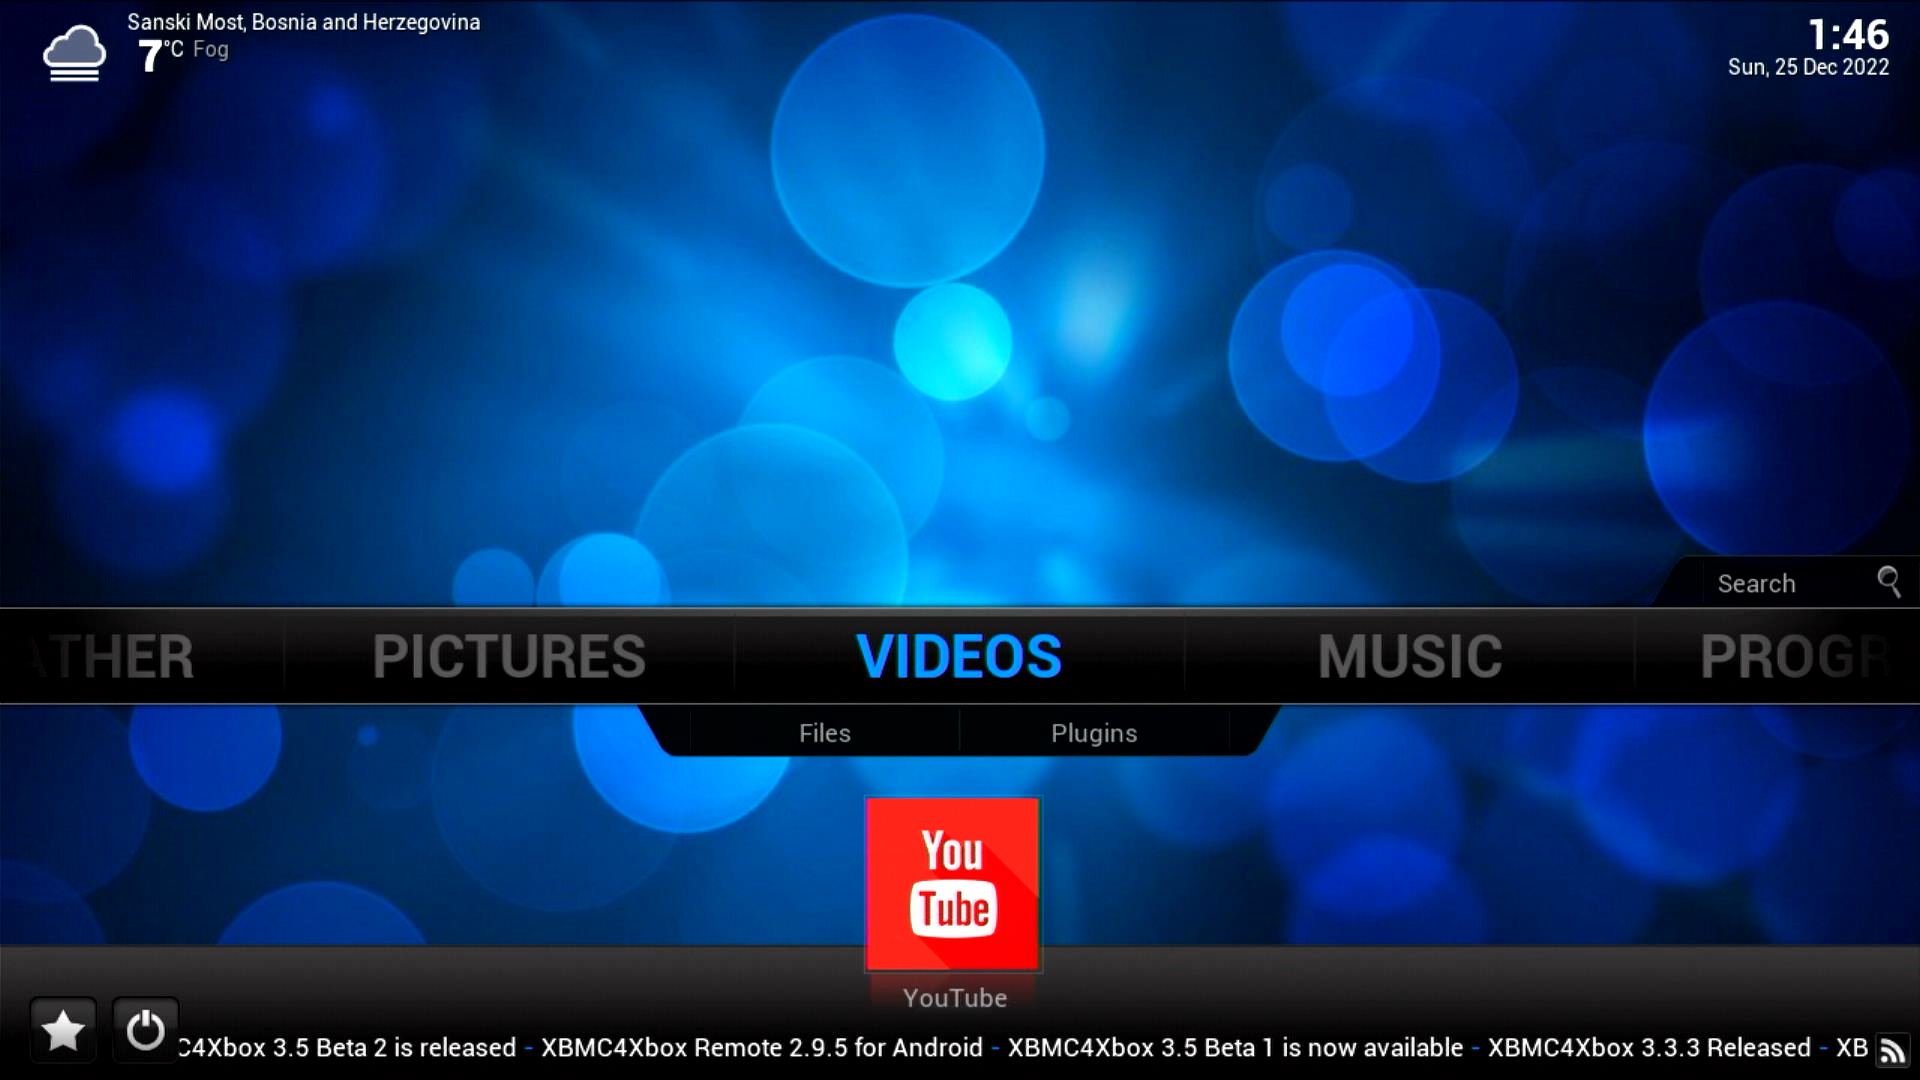 Sanski Most, Bosnia and Herzegovina
7°C Fog
1:46
Sun, 25 Dec 2022
Search
ATHER PICTURES VIDEOS MUSIC PROGR
Files Plugins
You
Tube
YouTube
C4Xbox 3.5 Beta 2 is released - XBMC4Xbox Remote 2.9.5 for Android - XBMC4Xbox 3.5 Beta 1 is now available - XBMC4Xbox 3.3.3 Released - XB